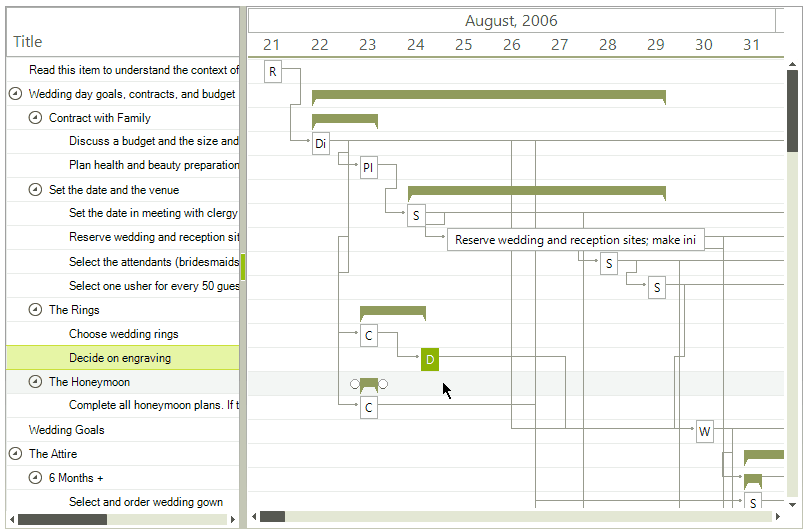 August, 2006
Title
21 22 23 24 25 26 27 28 29 30 31
Read this item to understand the context of
R
Wedding day goals, contracts, and budget
Contract with Family
Discuss a budget and the size and
Di
Plan health and beauty preparation
Pl
Set the date and the venue
Set the date in meeting with clergy
S
Reserve wedding and reception sit
Reserve wedding and reception sites; make ini
Select the attendants (bridesmaids
S
Select one usher for every 50 gues
S
The Rings
Choose wedding rings
C
Decide on engraving
D
The Honeymoon
Complete all honeymoon plans. If t
C
Wedding Goals
W
The Attire
6 Months +
Select and order wedding gown
S